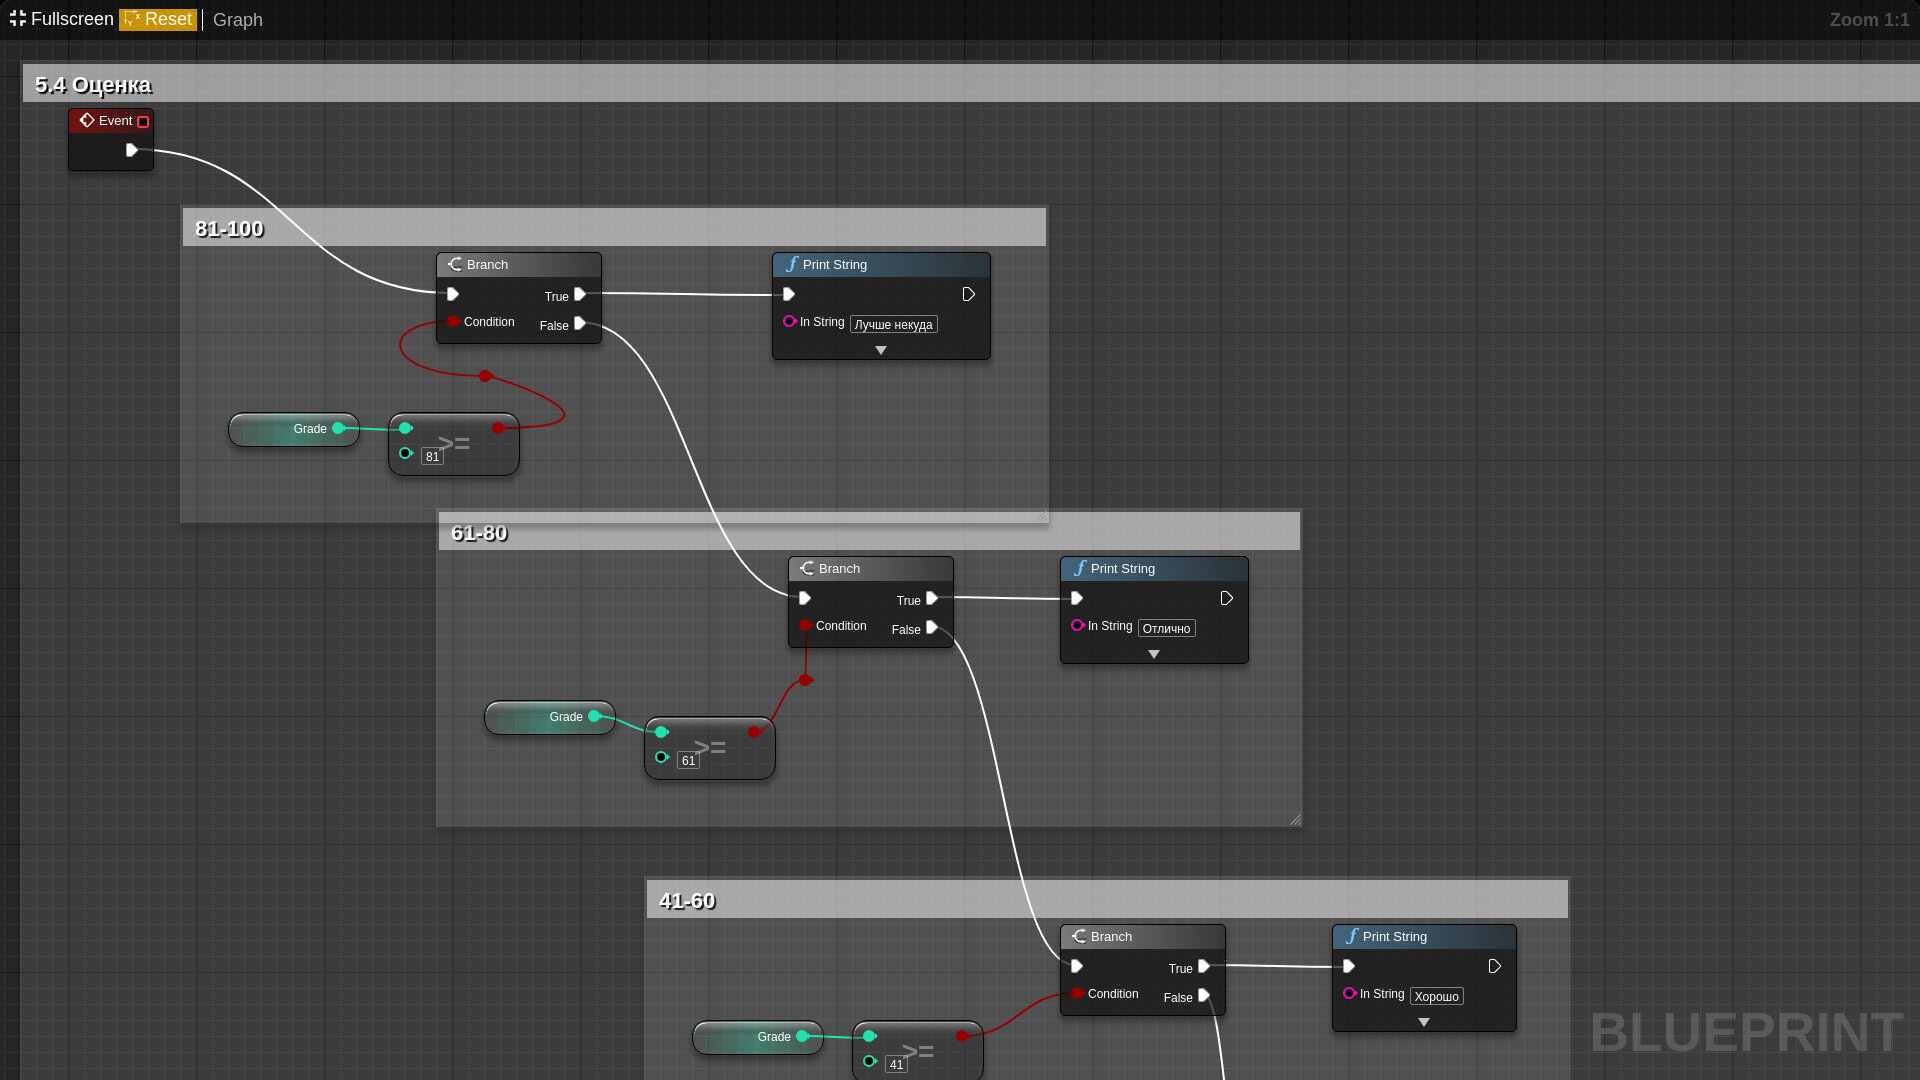 Fullscreen Reset Graph Zoom 1:1
5.4 Оценка
Event
81-100
Branch
True
Condition
False
Print String
In String Лучше некуда
Grade
>=
81
61-80
Branch
True
Condition
False
Print String
In String Отлично
Grade
>=
61
41-60
Branch
True
Condition
False
Print String
In String Хорошо
Grade
>=
41
BLUEPRINT